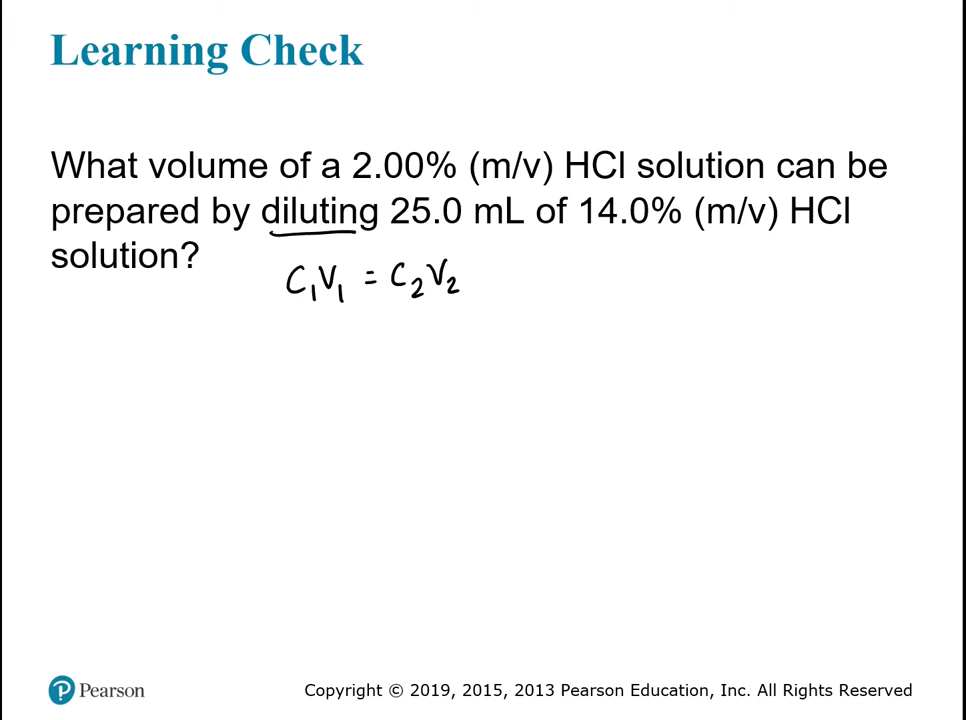 Learning Check
What volume of a 2.00% (m/v) HCl solution can be
prepared by diluting 25.0 mL of 14.0% (m/v) HCl
solution?
C₁V₁ = C₂V₂
Pearson
Copyright © 2019, 2015, 2013 Pearson Education, Inc. All Rights Reserved